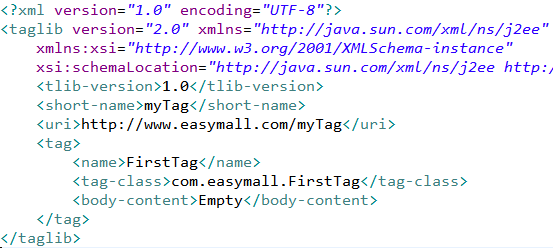 <?xml version="1.0" encoding="UTF-8"?>
<taglib version="2.0" xmlns="http://java.sun.com/xml/ns/j2ee"
xmlns:xsi="http://www.w3.org/2001/XMLSchema-instance"
xsi:schemaLocation="http://java.sun.com/xml/ns/j2ee http:/
<tlib-version>1.0</tlib-version>
<short-name>myTag</short-name>
<uri>http://www.easymall.com/myTag</uri>
<tag>
<name>FirstTag</name>
<tag-class>com.easymall.FirstTag</tag-class>
<body-content>Empty</body-content>
</tag>
</taglib>